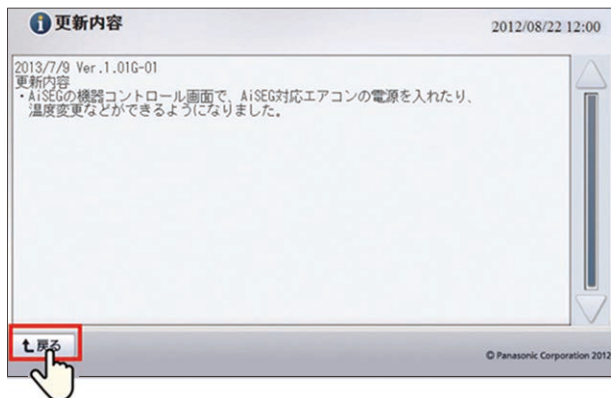 更新内容
2012/08/22 12:00
2013/7/9 Ver.1.01G-01
更新内容
・AiSEGの機器コントロール画面で、AiSEG対応エアコンの電源を入れたり、
温度変更などができるようになりました。
戻る
© Panasonic Corporation 2012